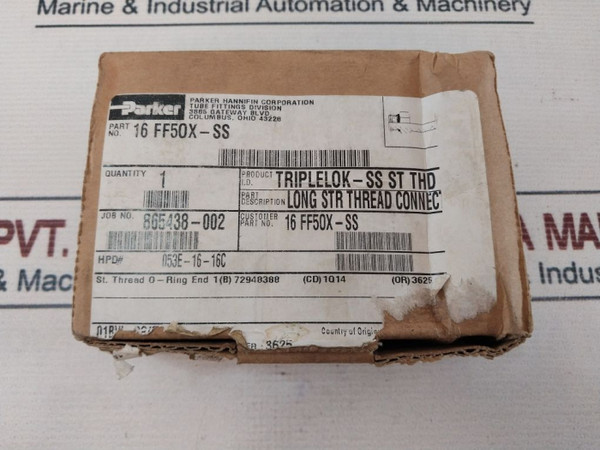 Marine & Industrial Automation & Machinery
Parker
PARKER HANNIFIN CORPORATION
TUBE FITTINGS DIVISION
3885 GATEWAY BLVD
COLUMBUS, OHIO 43228
PART NO. 16 FF5OX-SS
QUANTITY 1
PRODUCT I.D. TRIPLELOK-SS ST THD
PART DESCRIPTION LONG STR THREAD CONNEC
JOB NO. 865438-002
CUSTOMER PART NO. 16 FF5OX-SS
HPD# 053E-16-16C
St. Thread O-Ring End 1(B) 72948388 (CD)1Q14 (OR)3625
Country of Origin
3625
PVT.
A MA
Indus